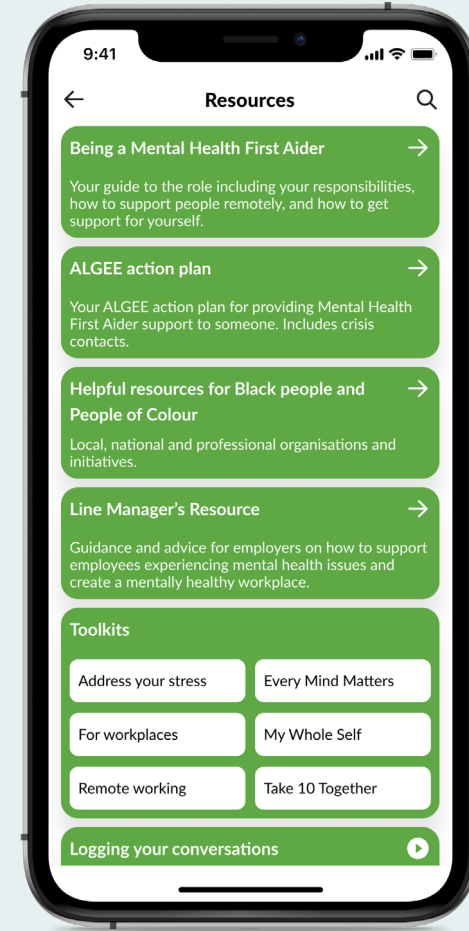 9:41
Resources
Being a Mental Health First Aider
Your guide to the role including your responsibilities,
how to support people remotely, and how to get
support for yourself.
ALGEE action plan
Your ALGEE action plan for providing Mental Health
First Aider support to someone. Includes crisis
contacts.
Helpful resources for Black people and
People of Colour
Local, national and professional organisations and
initiatives.
Line Manager’s Resource
Guidance and advice for employers on how to support
employees experiencing mental health issues and
create a mentally healthy workplace.
Toolkits
Address your stress
Every Mind Matters
For workplaces
My Whole Self
Remote working
Take 10 Together
Logging your conversations